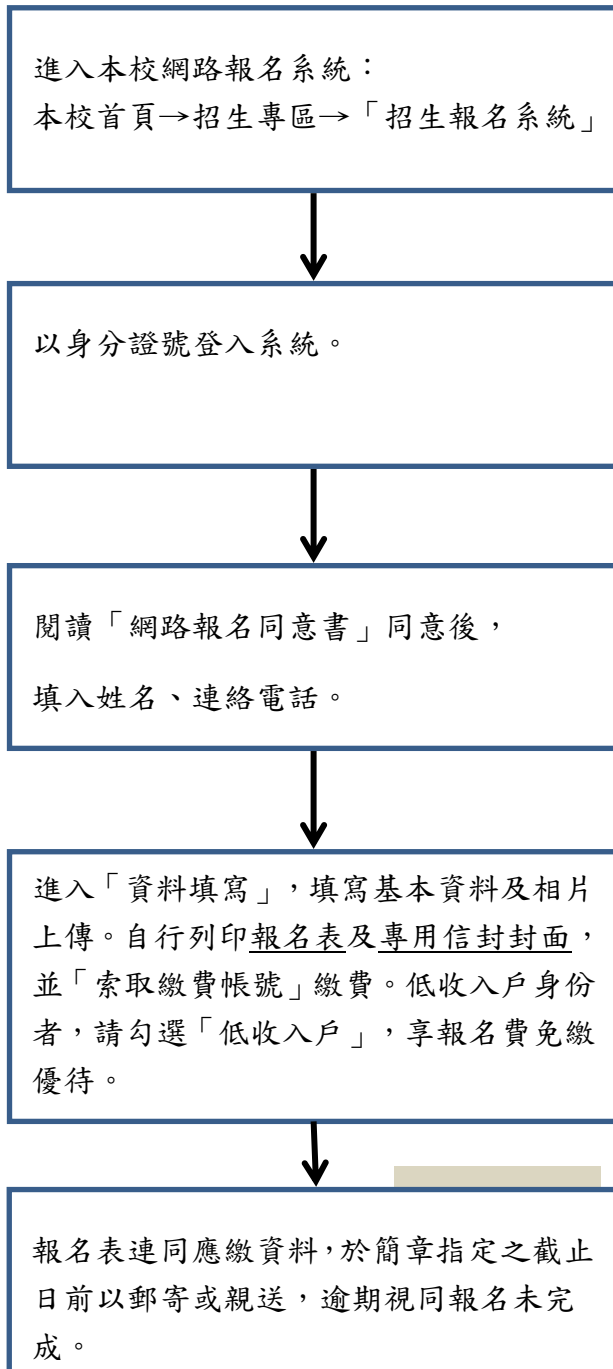 進入本校網路報名系統：
本校首頁→招生專區→「招生報名系統」
以身分證號登入系統。
閱讀「網路報名同意書」同意後，
填入姓名、連絡電話。
進入「資料填寫」，填寫基本資料及相片
上傳。自行列印報名表及專用信封封面，
並「索取繳費帳號」繳費。低收入戶身份
者，請勾選「低收入戶」，享報名費免繳
優待。
報名表連同應繳資料，於簡章指定之截止
日前以郵寄或親送，逾期視同報名未完
成。